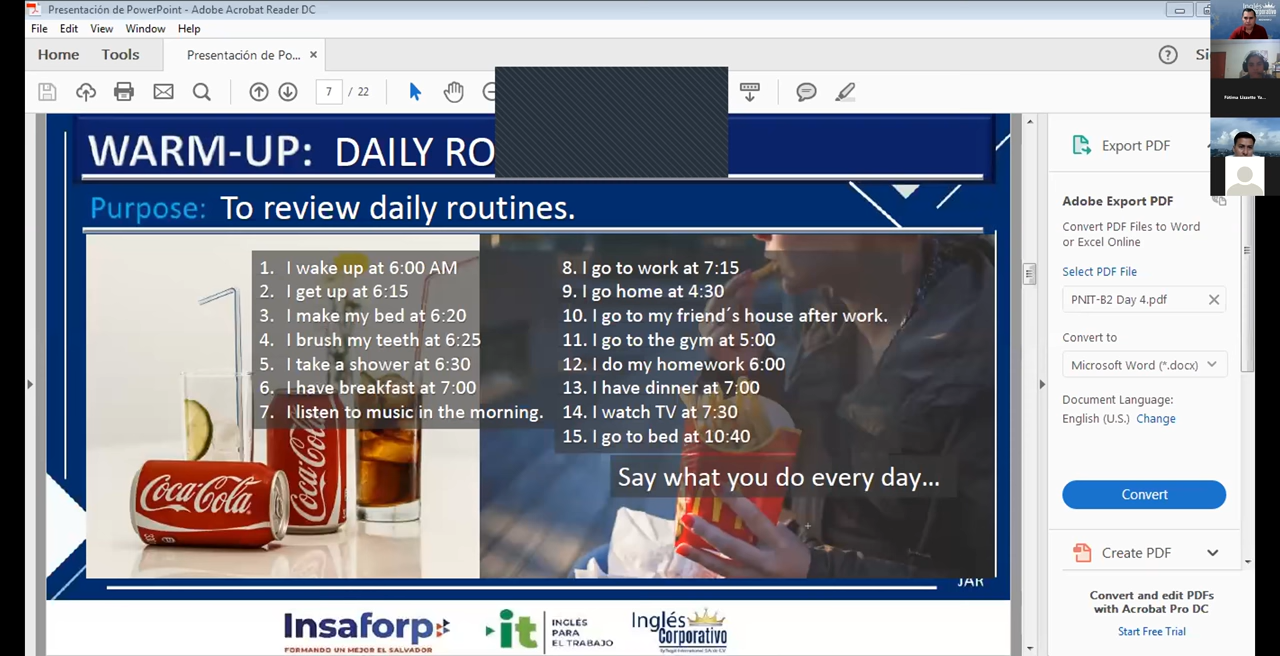 Presentación de PowerPoint - Adobe Acrobat Reader DC
File Edit View Window Help
Home Tools Presentación de Po... ×
7 / 22
WARM-UP: DAILY RO
Purpose: To review daily routines.
1. I wake up at 6:00 AM
2. I get up at 6:15
3. I make my bed at 6:20
4. I brush my teeth at 6:25
5. I take a shower at 6:30
6. I have breakfast at 7:00
7. I listen to music in the morning.
8. I go to work at 7:15
9. I go home at 4:30
10. I go to my friend´s house after work.
11. I go to the gym at 5:00
12. I do my homework 6:00
13. I have dinner at 7:00
14. I watch TV at 7:30
15. I go to bed at 10:40
Say what you do every day...
Coca-Cola
Coca-Cola
JAR
Insaforp
FORMANDO UN MEJOR EL SALVADOR
it INGLÉS
PARA
EL TRABAJO
Inglés
Corporativo
Export PDF
Adobe Export PDF
Convert PDF Files to Word
or Excel Online
Select PDF File
PNIT-B2 Day 4.pdf
Convert to
Microsoft Word (*.docx)
Document Language:
English (U.S.) Change
Convert
Create PDF
Convert and edit PDFs
with Acrobat Pro DC
Start Free Trial
Inglés
Corporativo